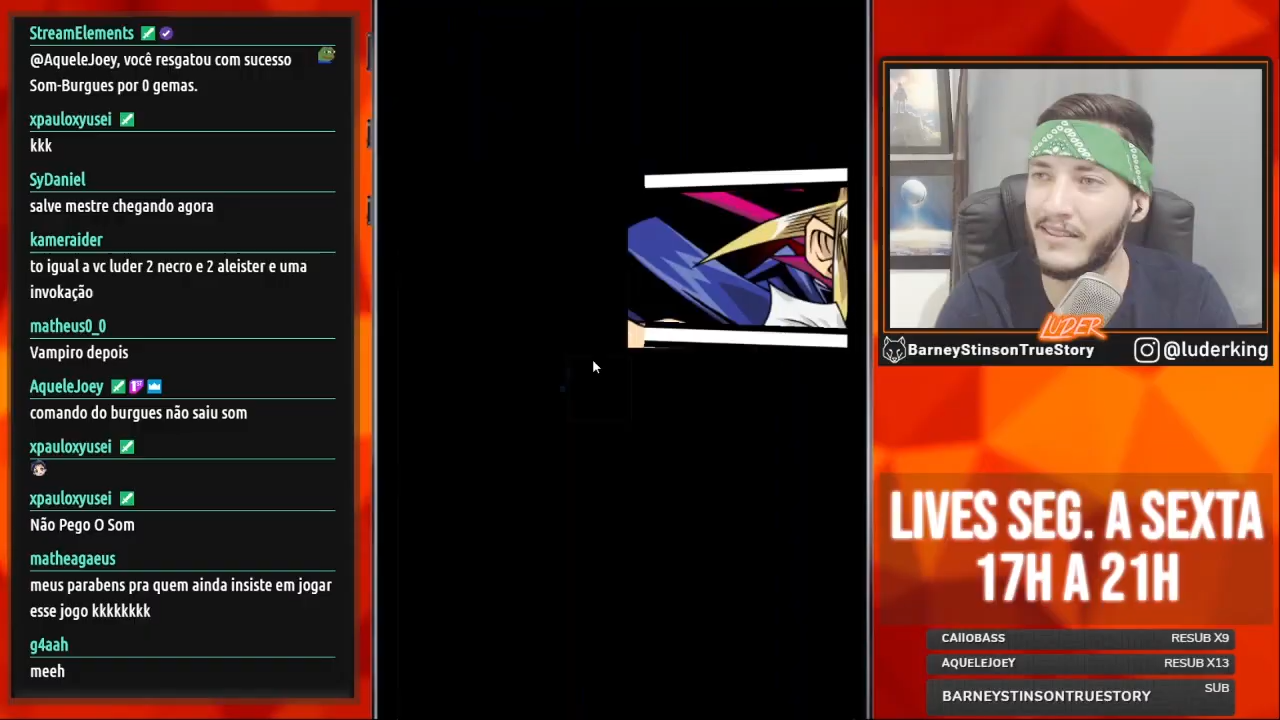 StreamElements
@AqueleJoey, você resgatou com sucesso
Som-Burgues por 0 gemas.
xpauloxyusei
kkk
SyDaniel
salve mestre chegando agora
kameraider
to igual a vc luder 2 necro e 2 aleister e uma
invokação
matheus0_0
Vampiro depois
AqueleJoey
comando do burgues não saiu som
xpauloxyusei
xpauloxyusei
Não Pego O Som
matheagaeus
meus parabens pra quem ainda insiste em jogar
esse jogo kkkkkkkk
g4aah
meeh
LUDER
BarneyStinsonTrueStory
@luderking
LIVES SEG. A SEXTA
17H A 21H
CAIIOBASS RESUB X9
AQUELEJOEY RESUB X13
BARNEYSTINSONTRUESTORY SUB